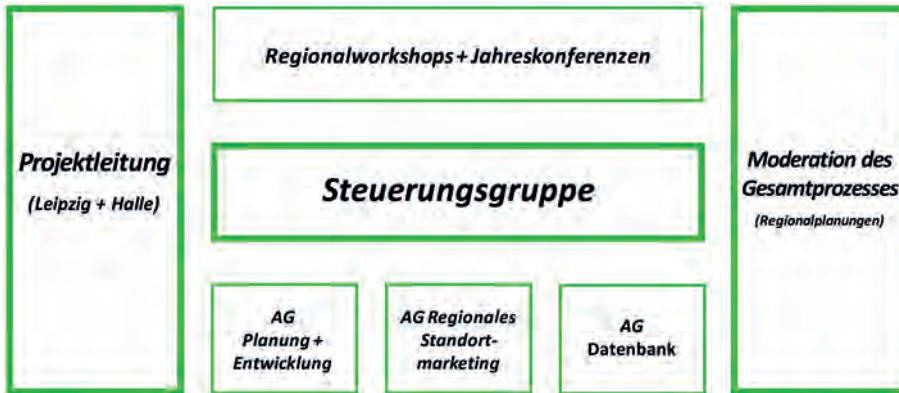 Projektleitung
(Leipzig + Halle)
Regionalworkshops + Jahreskonferenzen
Steuerungsgruppe
AG
Planung +
Entwicklung
AG Regionales
Standort-
marketing
AG
Datenbank
Moderation des
Gesamtprozesses
(Regionalplanungen)